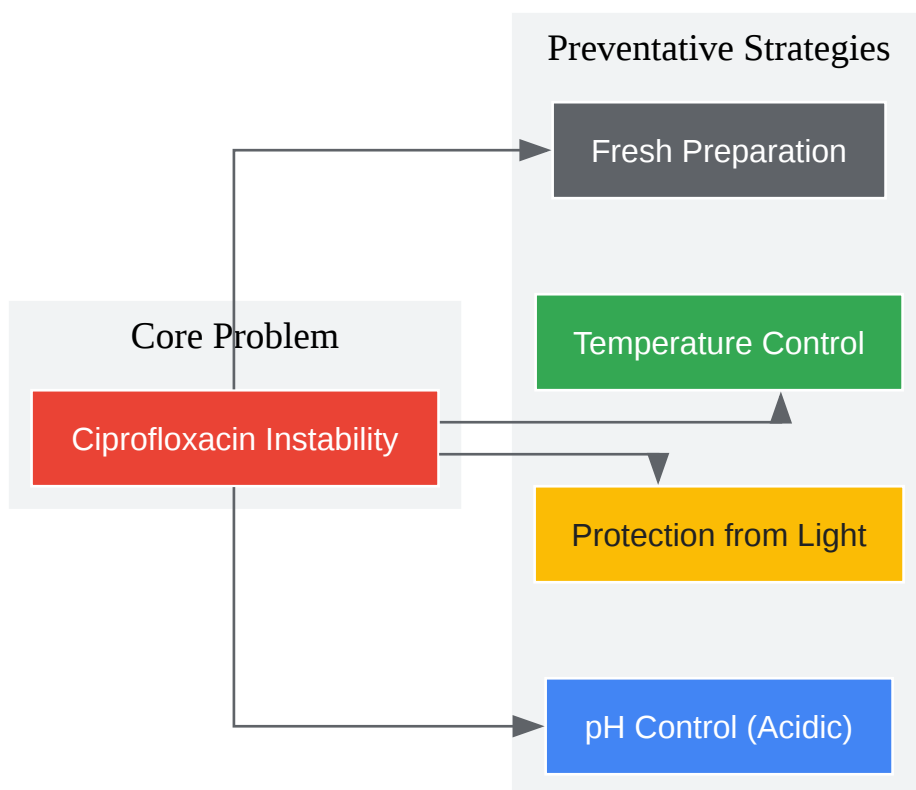 Preventative Strategies
Fresh Preparation
Temperature Control
Core Problem
Ciprofloxacin Instability
Protection from Light
pH Control (Acidic)